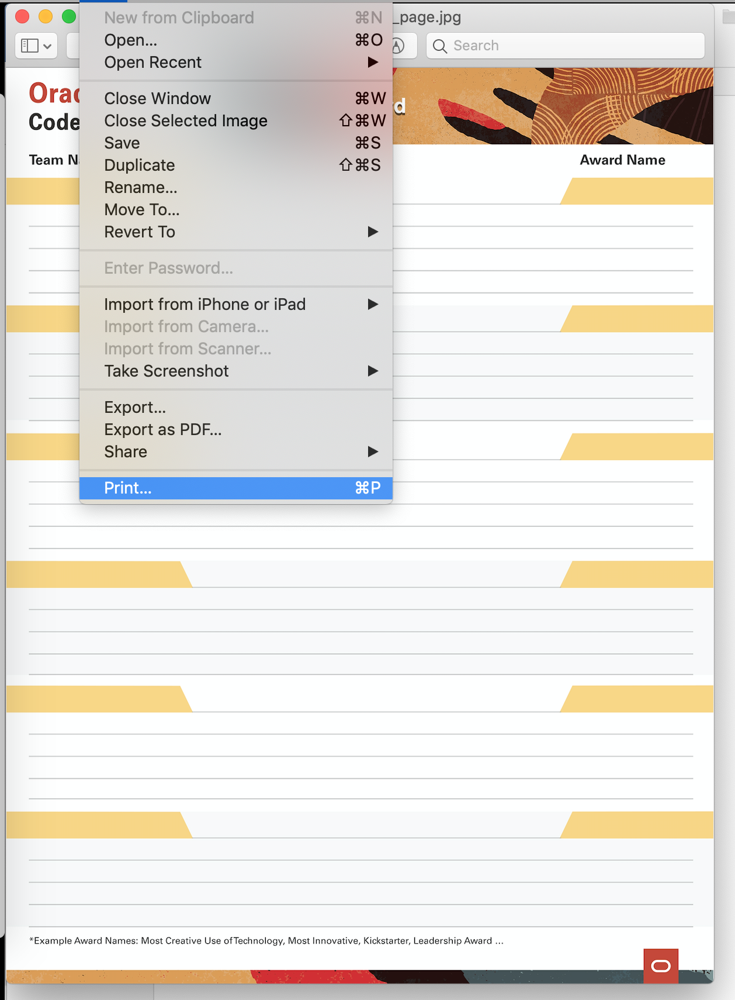 _page.jpg
Search
New from Clipboard ⌘N
Open... ⌘O
Open Recent ▶
Close Window ⌘W
Close Selected Image ⇧⌘W
Save ⌘S
Duplicate ⇧⌘S
Rename...
Move To...
Revert To ▶
Enter Password...
Import from iPhone or iPad ▶
Import from Camera...
Import from Scanner...
Take Screenshot ▶
Export...
Export as PDF...
Share ▶
Print... ⌘P
Code
Team
Award Name
*Example Award Names: Most Creative Use of Technology, Most Innovative, Kickstarter, Leadership Award ...